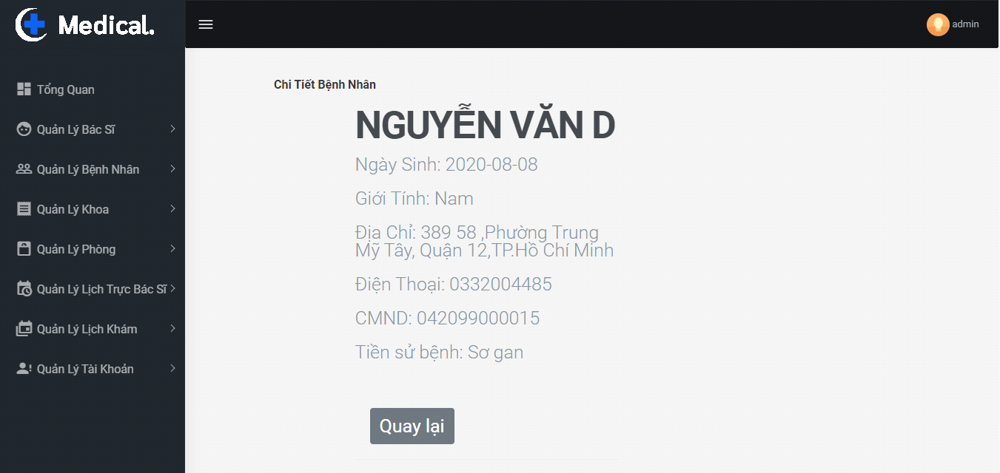 Medical.
admin
Tổng Quan
Quản Lý Bác Sĩ
Quản Lý Bệnh Nhân
Quản Lý Khoa
Quản Lý Phòng
Quản Lý Lịch Trực Bác Sĩ
Quản Lý Lịch Khám
Quản Lý Tài Khoản
Chi Tiết Bệnh Nhân
NGUYỄN VĂN D
Ngày Sinh: 2020-08-08
Giới Tính: Nam
Địa Chỉ: 389 58 ,Phường Trung
Mỹ Tây, Quận 12,TP.Hồ Chí Minh
Điện Thoại: 0332004485
CMND: 042099000015
Tiền sử bệnh: Sơ gan
Quay lại